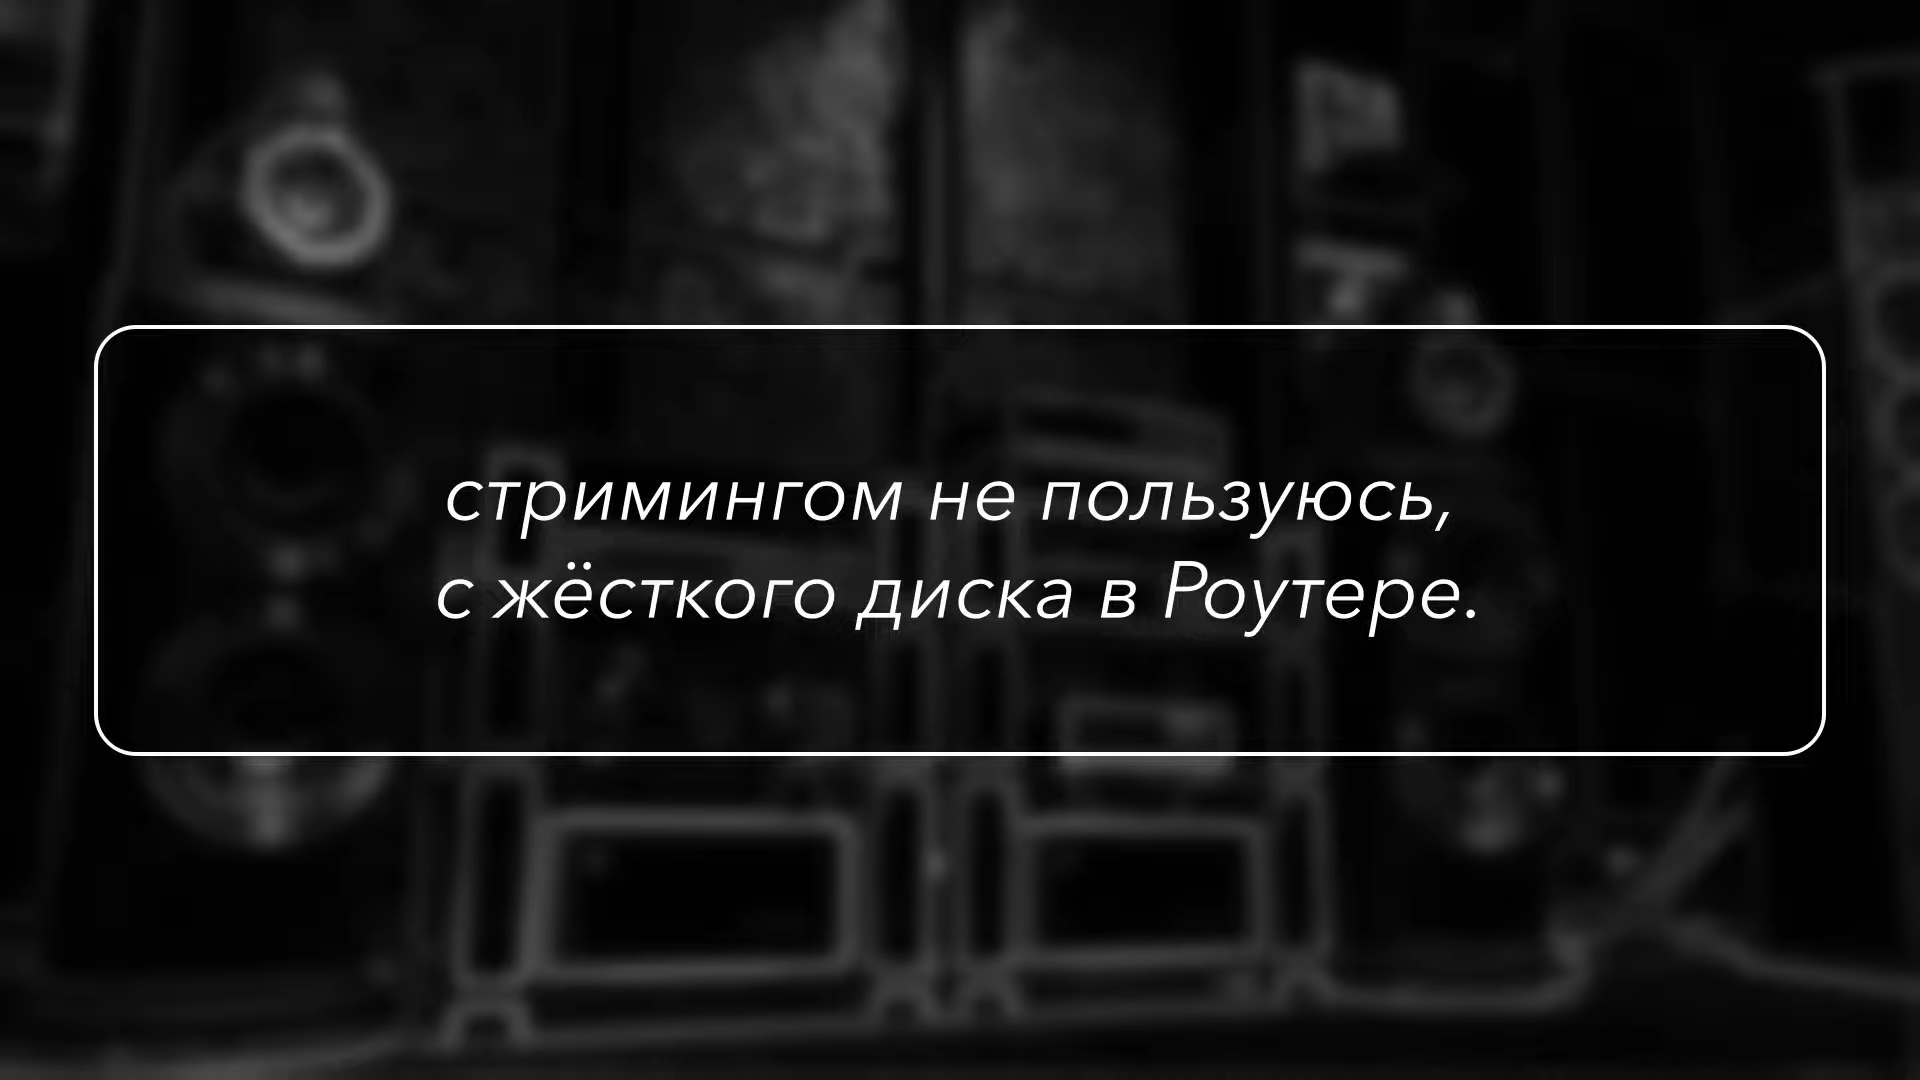 стримингом не пользуюсь,
с жёсткого диска в Роутере.